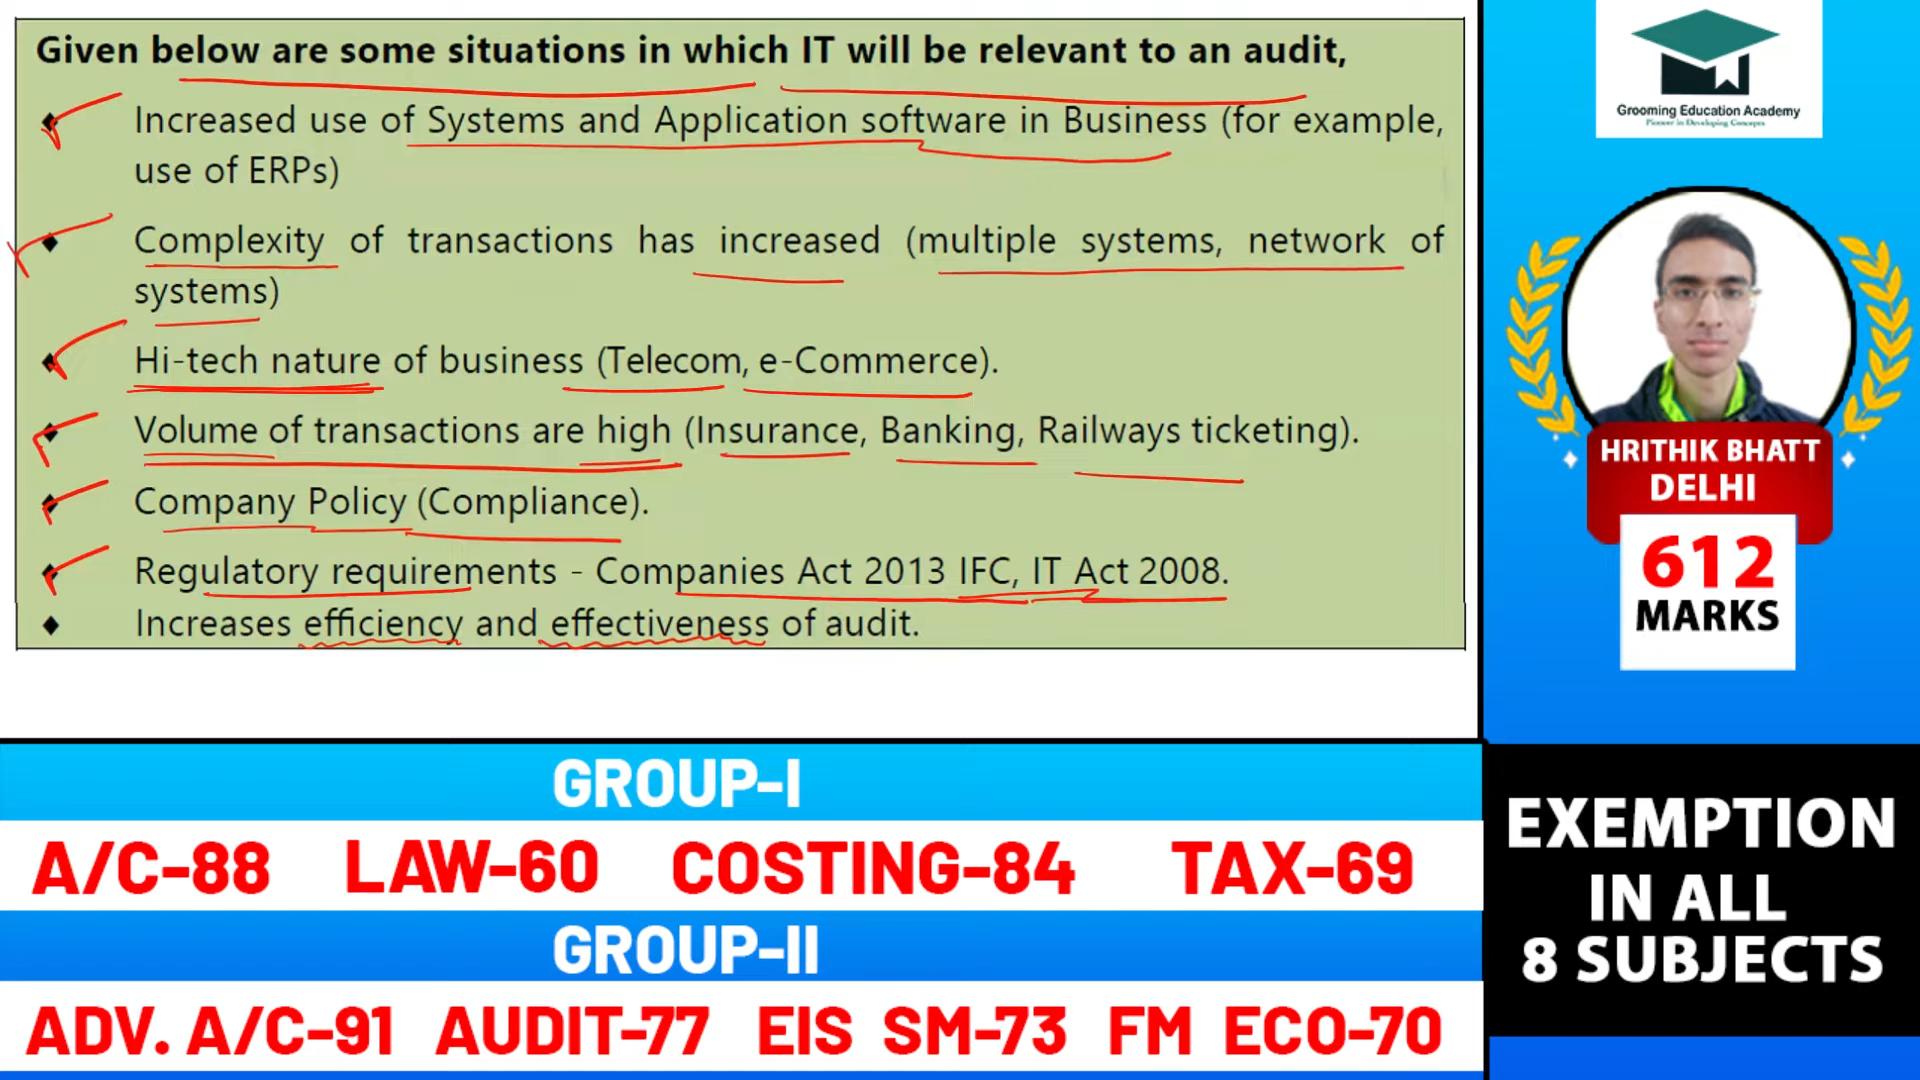 Given below are some situations in which IT will be relevant to an audit,
♦ Increased use of Systems and Application software in Business (for example,
use of ERPs)
♦ Complexity of transactions has increased (multiple systems, network of
systems)
♦ Hi-tech nature of business (Telecom, e-Commerce).
♦ Volume of transactions are high (Insurance, Banking, Railways ticketing).
♦ Company Policy (Compliance).
♦ Regulatory requirements - Companies Act 2013 IFC, IT Act 2008.
♦ Increases efficiency and effectiveness of audit.
Grooming Education Academy
Pioneer in Developing Concepts
HRITHIK BHATT
DELHI
612
MARKS
GROUP-I
A/C-88 LAW-60 COSTING-84 TAX-69
GROUP-II
ADV. A/C-91 AUDIT-77 EIS SM-73 FM ECO-70
EXEMPTION
IN ALL
8 SUBJECTS